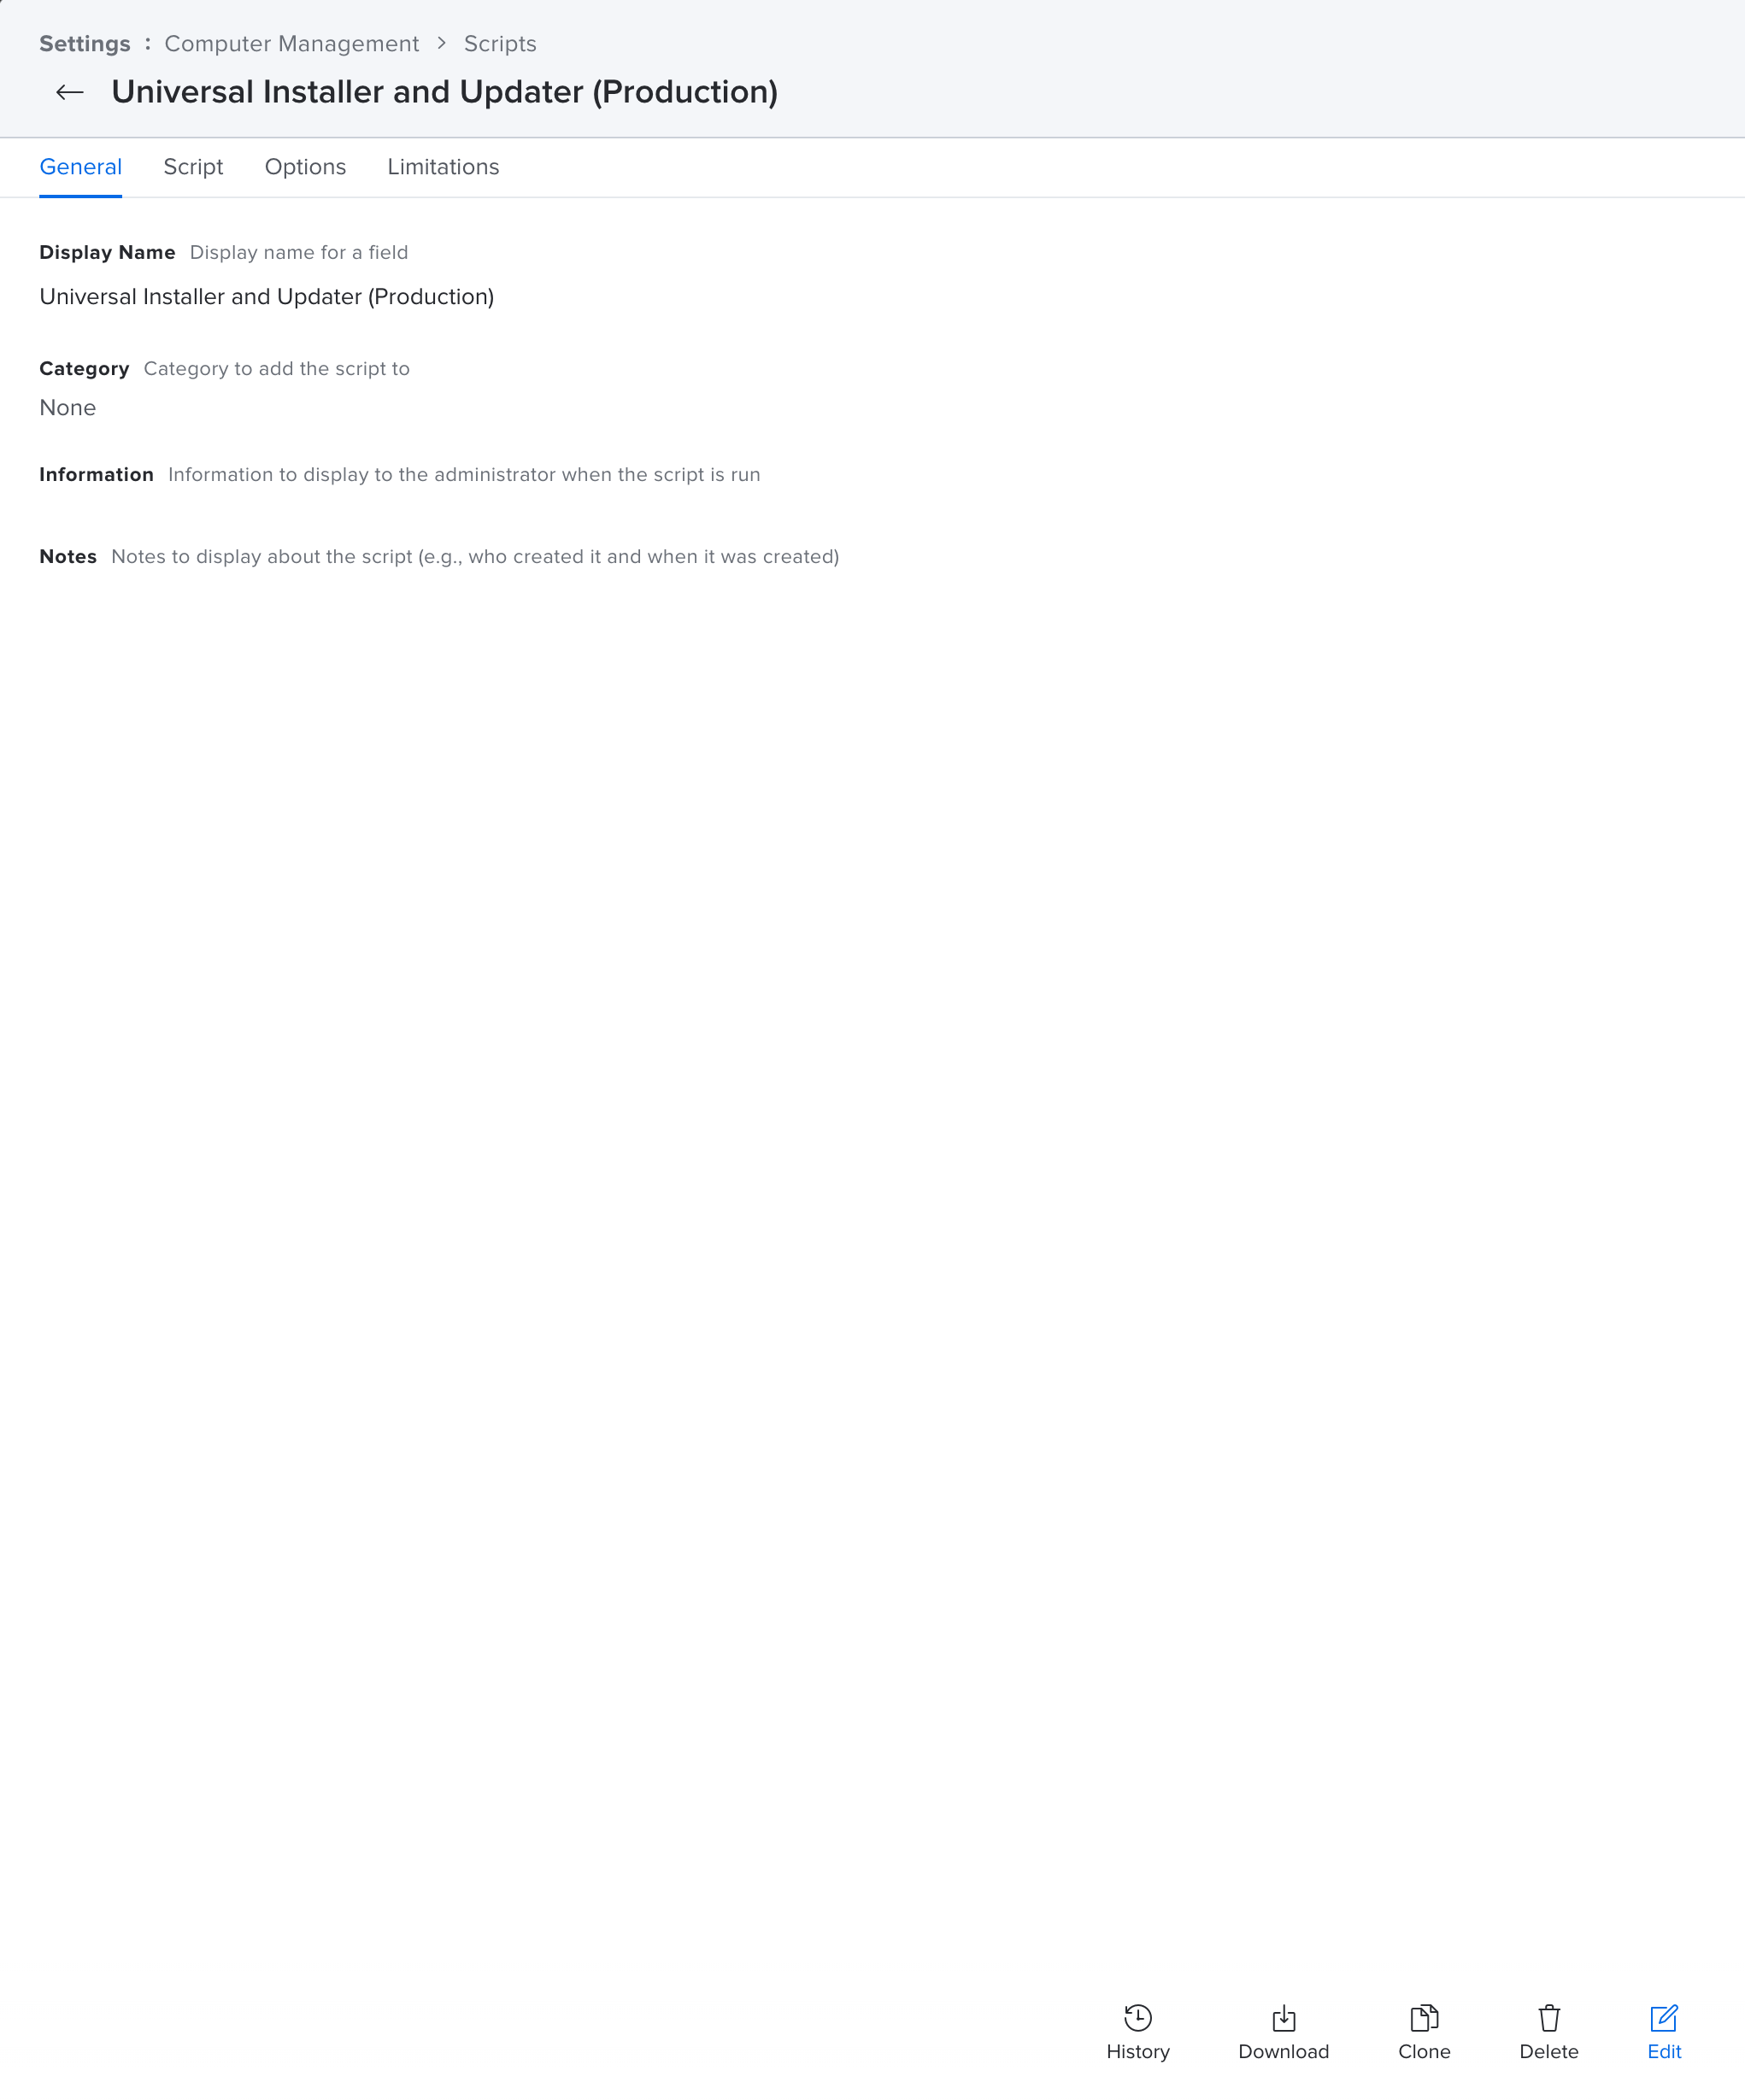 Settings : Computer Management > Scripts
← Universal Installer and Updater (Production)
General Script Options Limitations
Display Name Display name for a field
Universal Installer and Updater (Production)
Category Category to add the script to
None
Information Information to display to the administrator when the script is run
Notes Notes to display about the script (e.g., who created it and when it was created)
History Download Clone Delete Edit